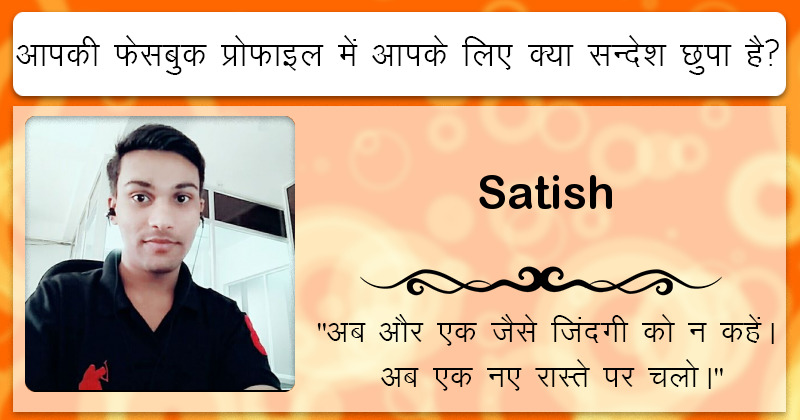 आपकी फेसबुक प्रोफाइल में आपके लिए क्या सन्देश छुपा है?
Satish
"अब और एक जैसे जिंदगी को न कहें।
अब एक नए रास्ते पर चलो।"